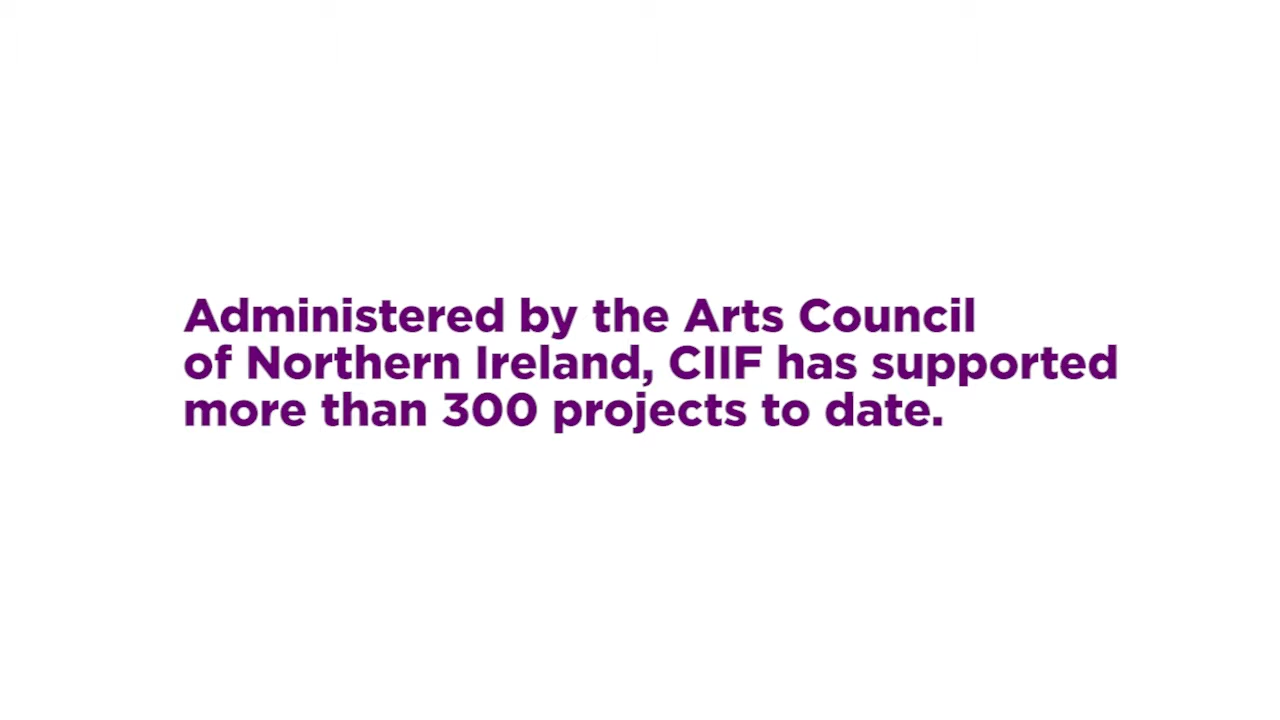 Administered by the Arts Council
of Northern Ireland, CIIF has supported
more than 300 projects to date.